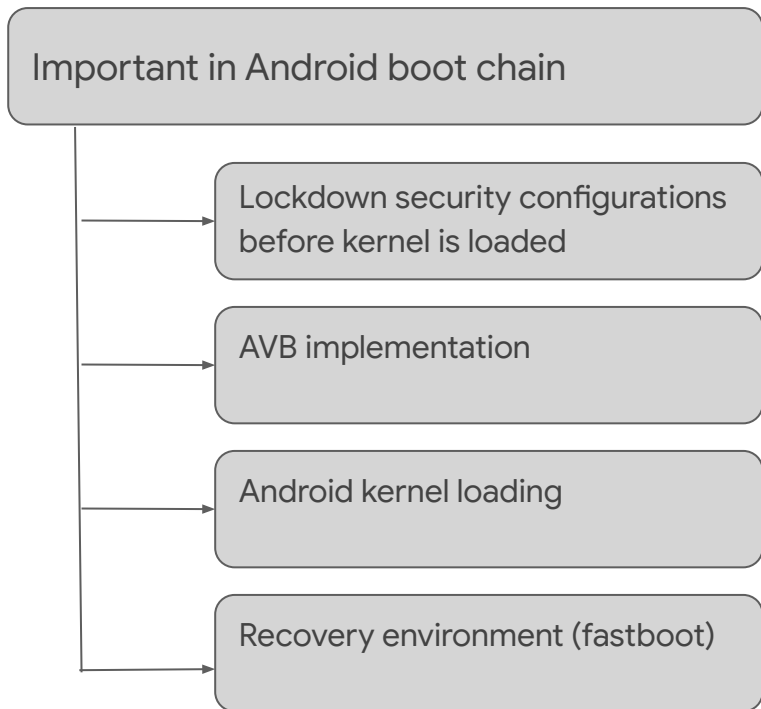 Important in Android boot chain
Lockdown security configurations
before kernel is loaded
AVB implementation
Android kernel loading
Recovery environment (fastboot)